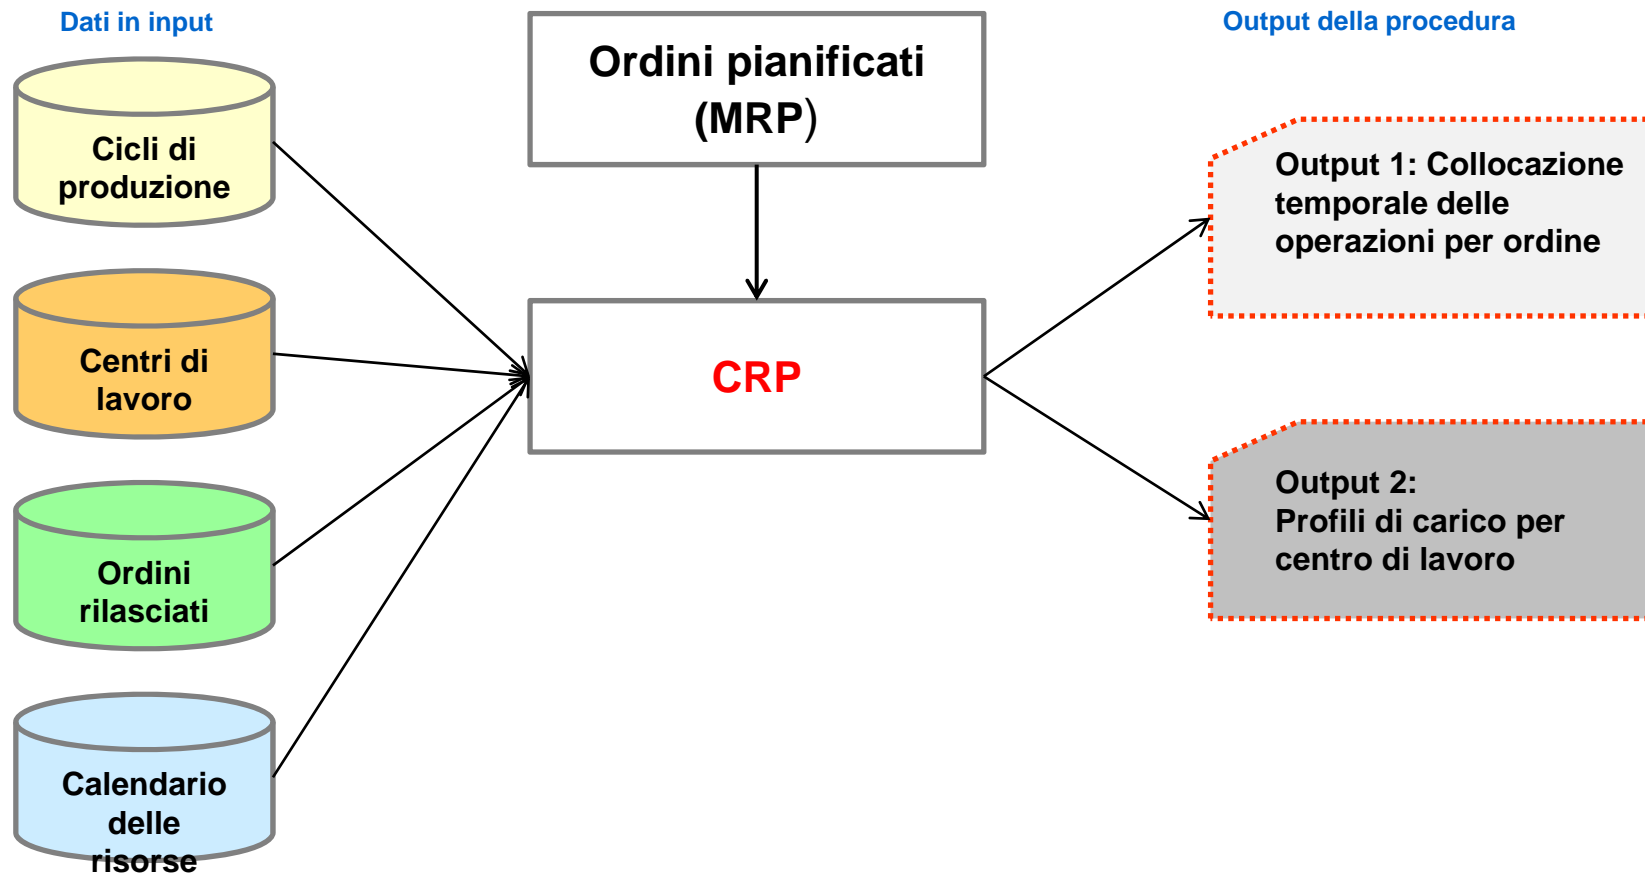 Dati in input
Ordini pianificati
(MRP)
Output della procedura
Cicli di
produzione
Centri di
lavoro
Ordini
rilasciati
Calendario
delle
risorse
CRP
Output 1: Collocazione
temporale delle
operazioni per ordine
Output 2:
Profili di carico per
centro di lavoro